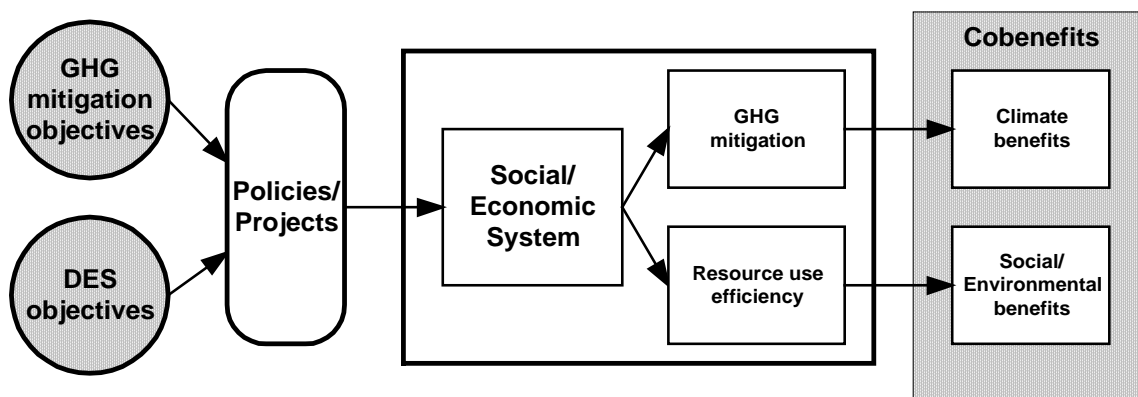 GHG
mitigation
objectives
DES
objectives
Policies/
Projects
Social/
Economic
System
GHG
mitigation
Resource use
efficiency
Cobenefits
Climate
benefits
Social/
Environmental
benefits